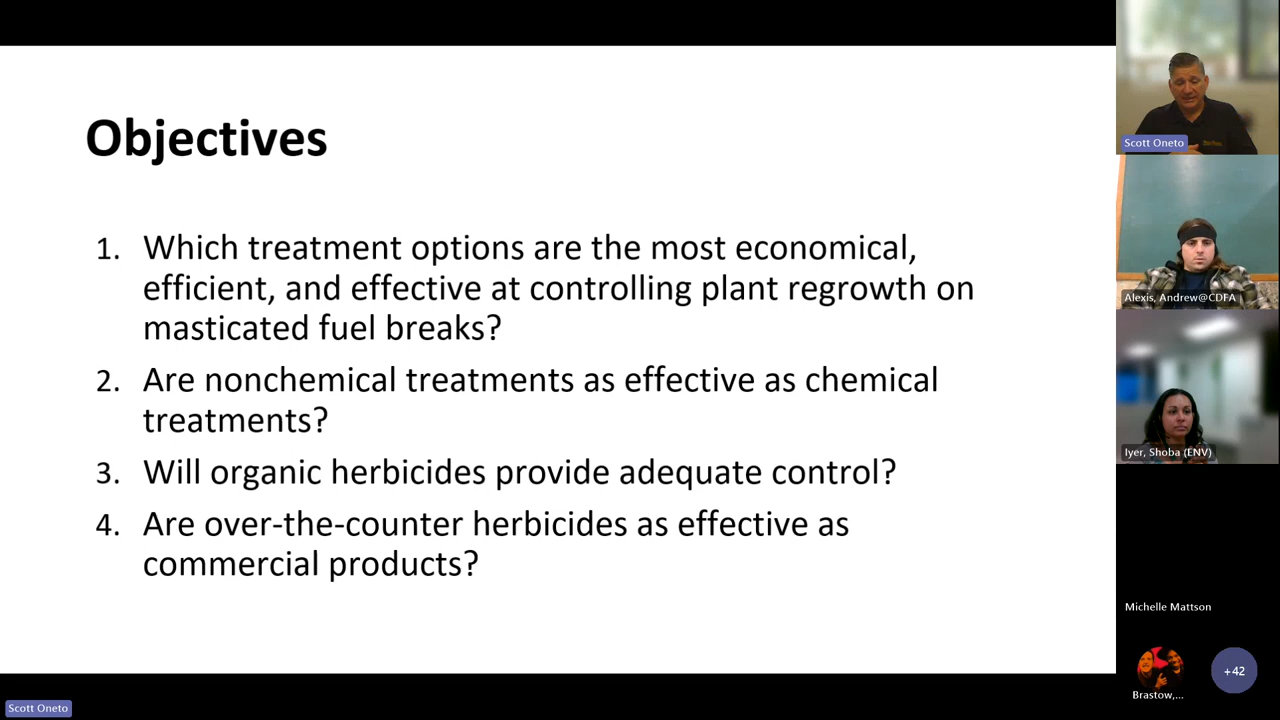 Objectives
1. Which treatment options are the most economical,
efficient, and effective at controlling plant regrowth on
masticated fuel breaks?
2. Are nonchemical treatments as effective as chemical
treatments?
3. Will organic herbicides provide adequate control?
4. Are over-the-counter herbicides as effective as
commercial products?
Scott Oneto
Alexis, Andrew@CDFA
Iyer, Shoba (ENV)
Michelle Mattson
Brastow,...
+42
Scott Oneto